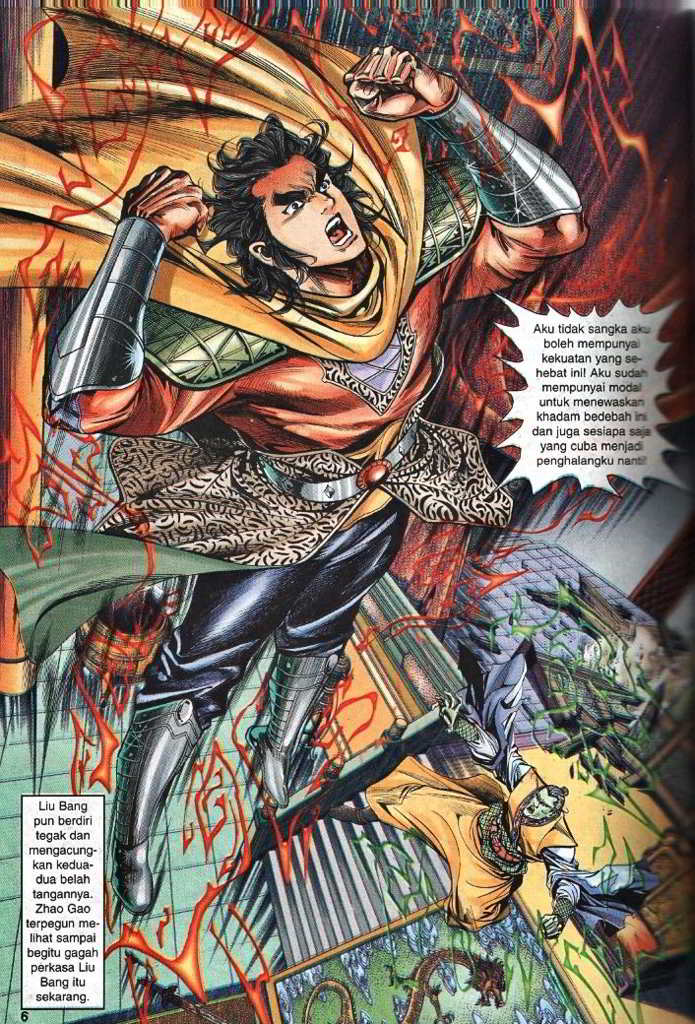 Aku tidak sangka aku
boleh mempunyai
kekuatan yang se-
hebat ini! Aku sudah
mempunyai modal
untuk menewaskan
khadam bedebah ini
dan juga sesiapa saja
yang cuba menjadi
penghalangku nanti!
Liu Bang
pun berdiri
tegak dan
mengacung-
kan kedua-
dua belah
tangannya.
Zhao Gao
terpegun me-
lihat sampai
begitu gagah
perkasa Liu
Bang itu
sekarang.
6